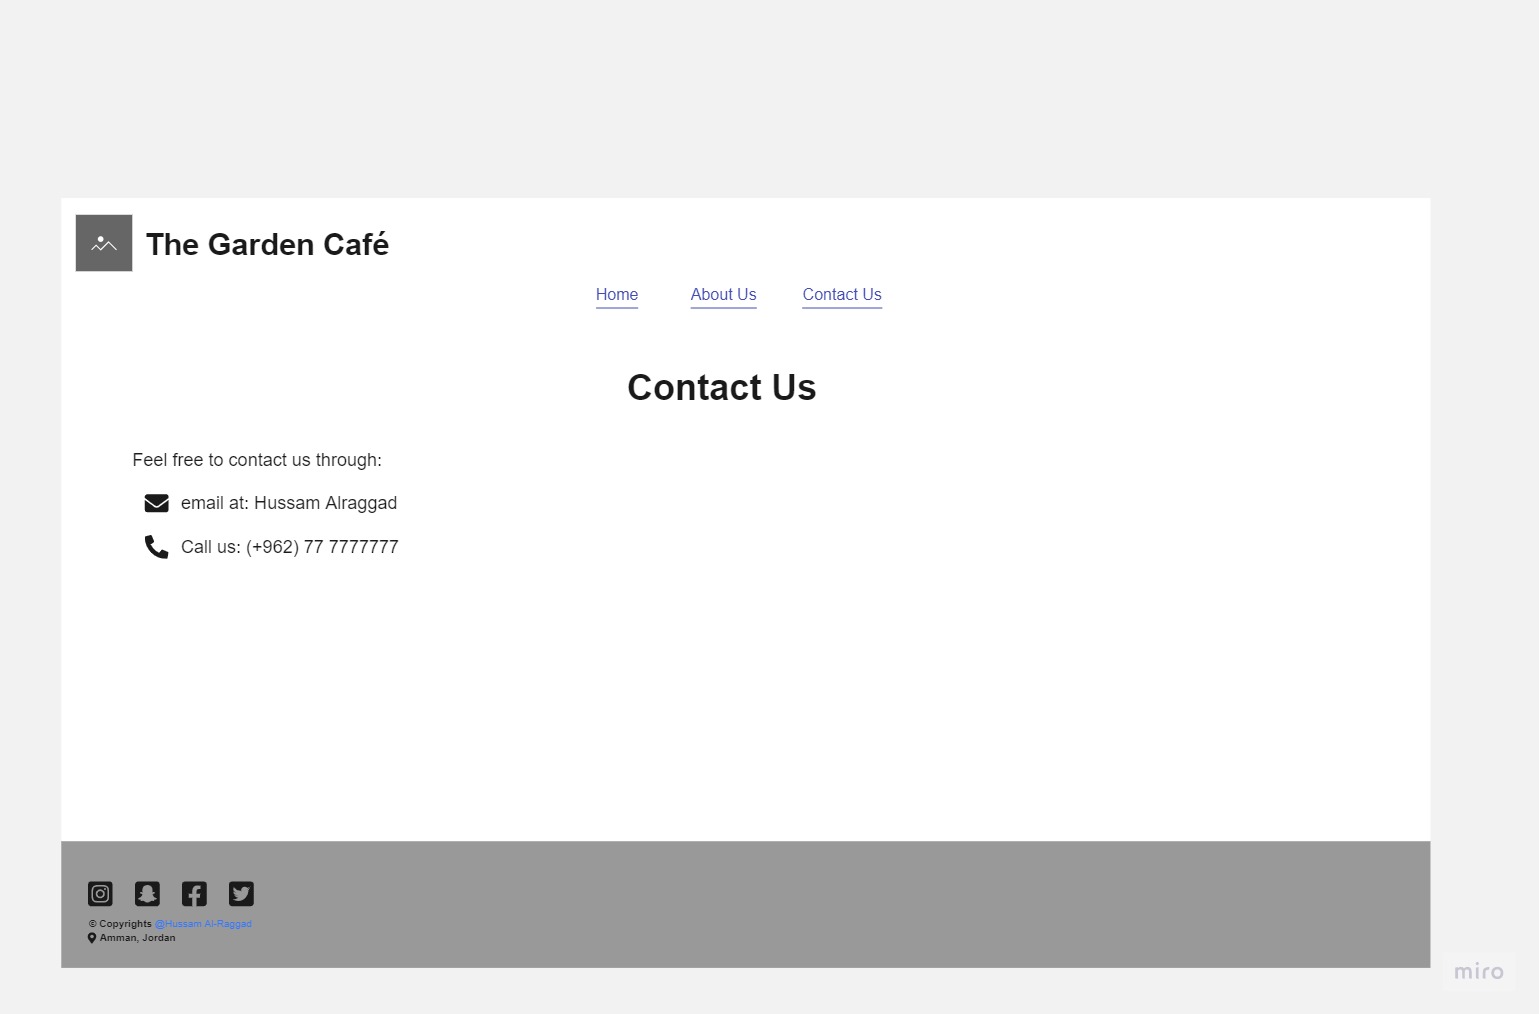 The Garden Café
Home About Us Contact Us
Contact Us
Feel free to contact us through:
email at: Hussam Alraggad
Call us: (+962) 77 7777777
© Copyrights @Hussam Al-Raggad
Amman, Jordan
miro